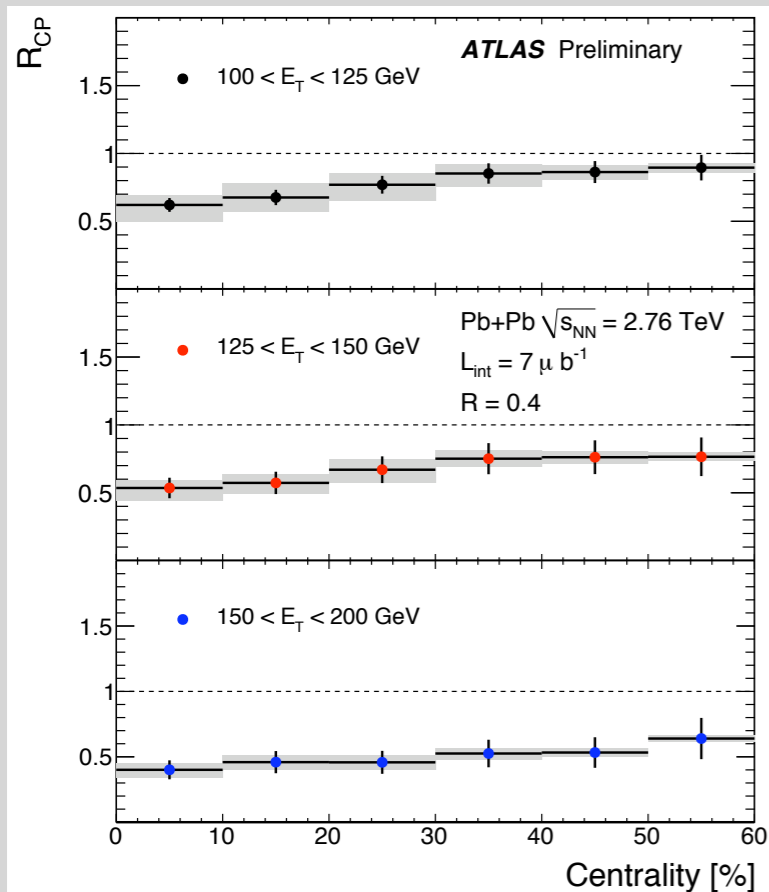 R_CP
ATLAS Preliminary
100 < E_T < 125 GeV
1.5
1
0.5
Pb+Pb √s_NN = 2.76 TeV
125 < E_T < 150 GeV
L_int = 7 μ b⁻¹
R = 0.4
1.5
1
0.5
150 < E_T < 200 GeV
1.5
1
0.5
0 10 20 30 40 50 60
Centrality [%]